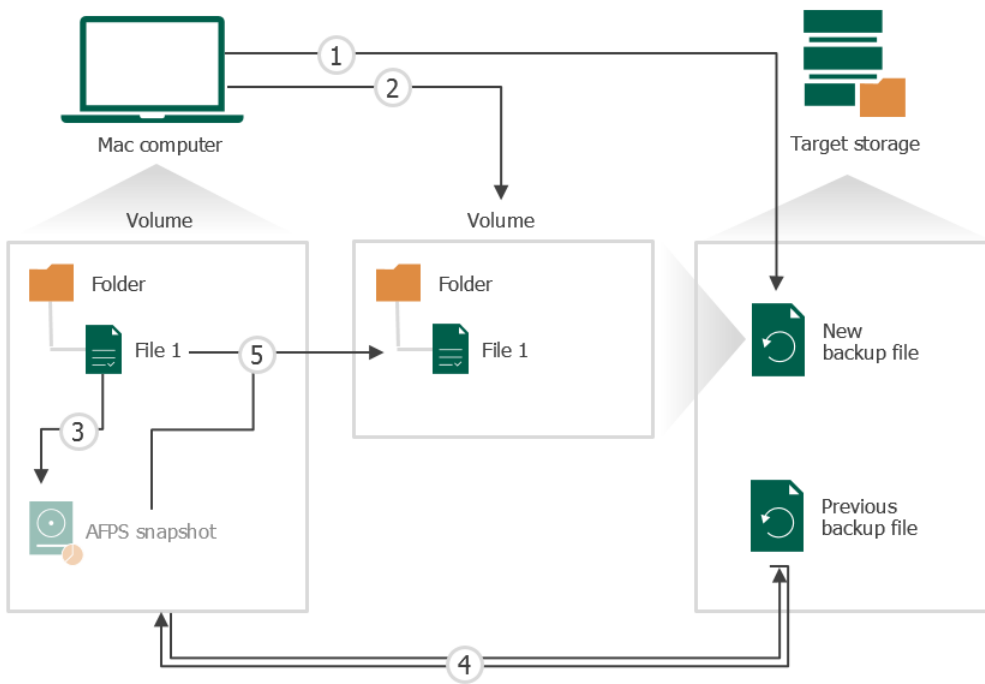 1
2
Mac computer
Target storage
Volume
Volume
Folder
Folder
File 1
5
File 1
New
backup file
3
AFPS snapshot
Previous
backup file
4